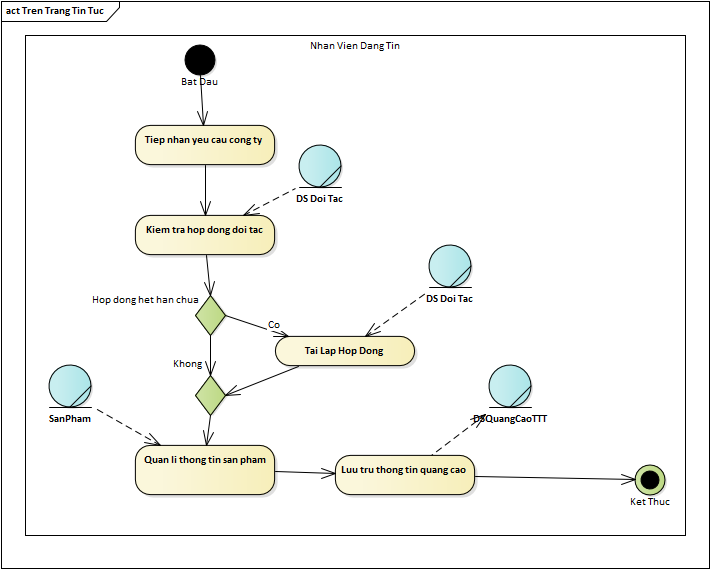 act Tren Trang Tin Tuc
Nhan Vien Dang Tin
Bat Dau
Tiep nhan yeu cau cong ty
DS Doi Tac
Kiem tra hop dong doi tac
DS Doi Tac
Hop dong het han chua
Co
Tai Lap Hop Dong
Khong
SanPham
DSQuangCaoTTT
Quan li thong tin san pham
Luu tru thong tin quang cao
Ket Thuc